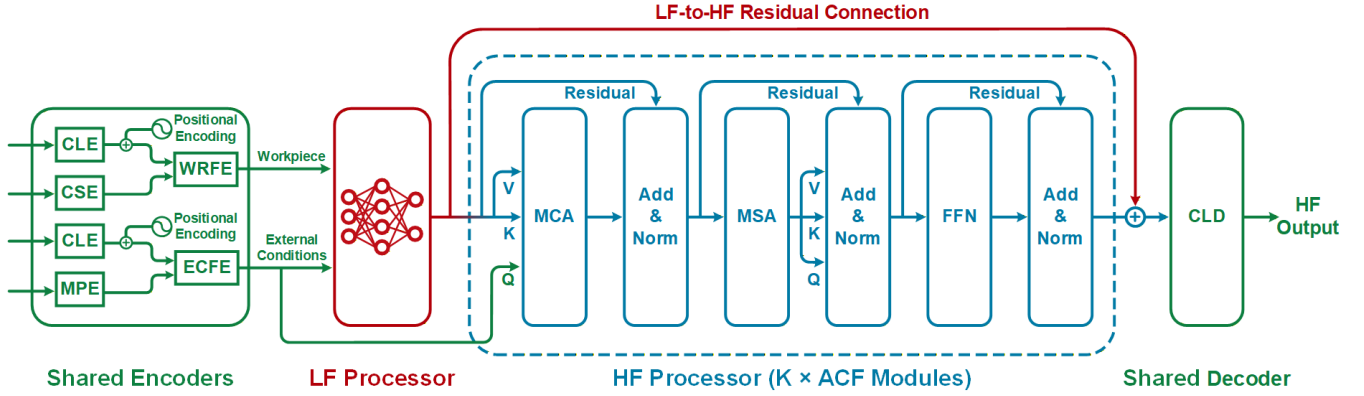 LF-to-HF Residual Connection
Residual
Residual
Residual
CLE
Positional
Encoding
WRFE
CSE
CLE
Positional
Encoding
ECFE
MPE
Workpiece
External
Conditions
V
K
Q
MCA
Add
&
Norm
MSA
V
K
Q
Add
&
Norm
FFN
Add
&
Norm
CLD
HF
Output
Shared Encoders
LF Processor
HF Processor (K × ACF Modules)
Shared Decoder